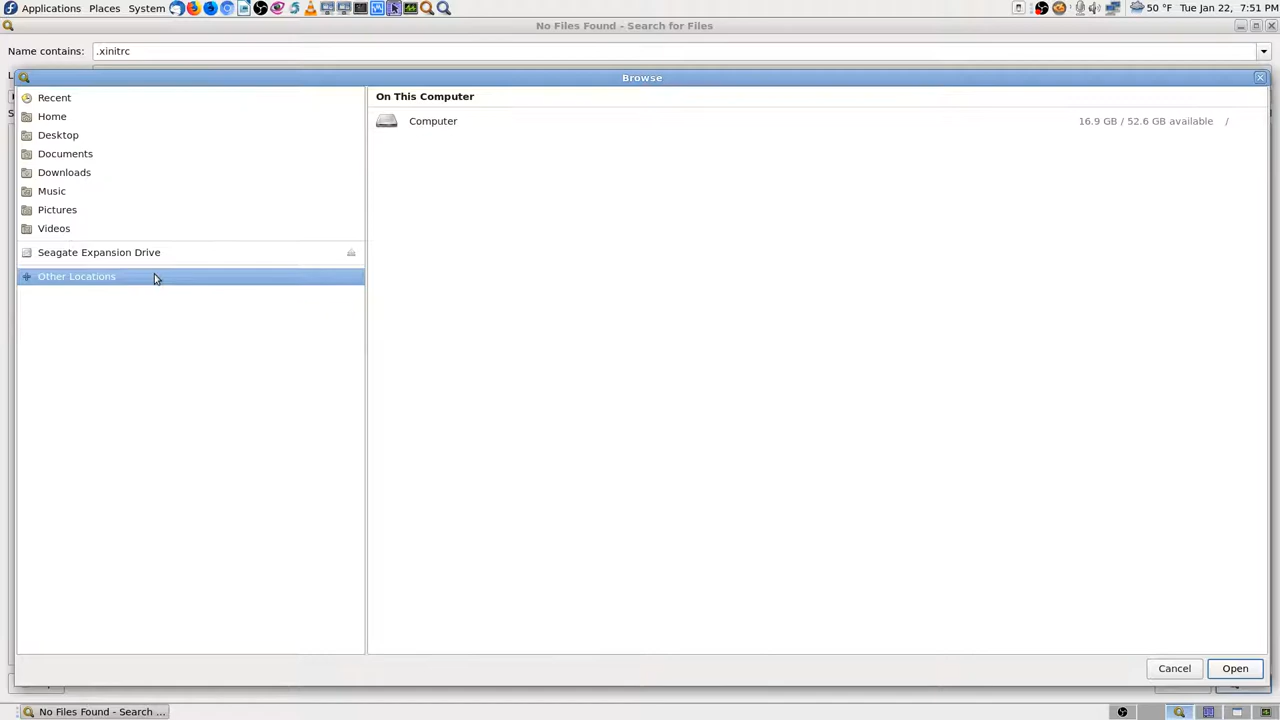 Applications Places System 50 °F Tue Jan 22, 7:51 PM
No Files Found - Search for Files
Name contains: .xinitrc
Browse
Recent
Home
Desktop
Documents
Downloads
Music
Pictures
Videos
Seagate Expansion Drive
Other Locations
On This Computer
Computer 16.9 GB / 52.6 GB available /
Cancel Open
No Files Found - Search ...